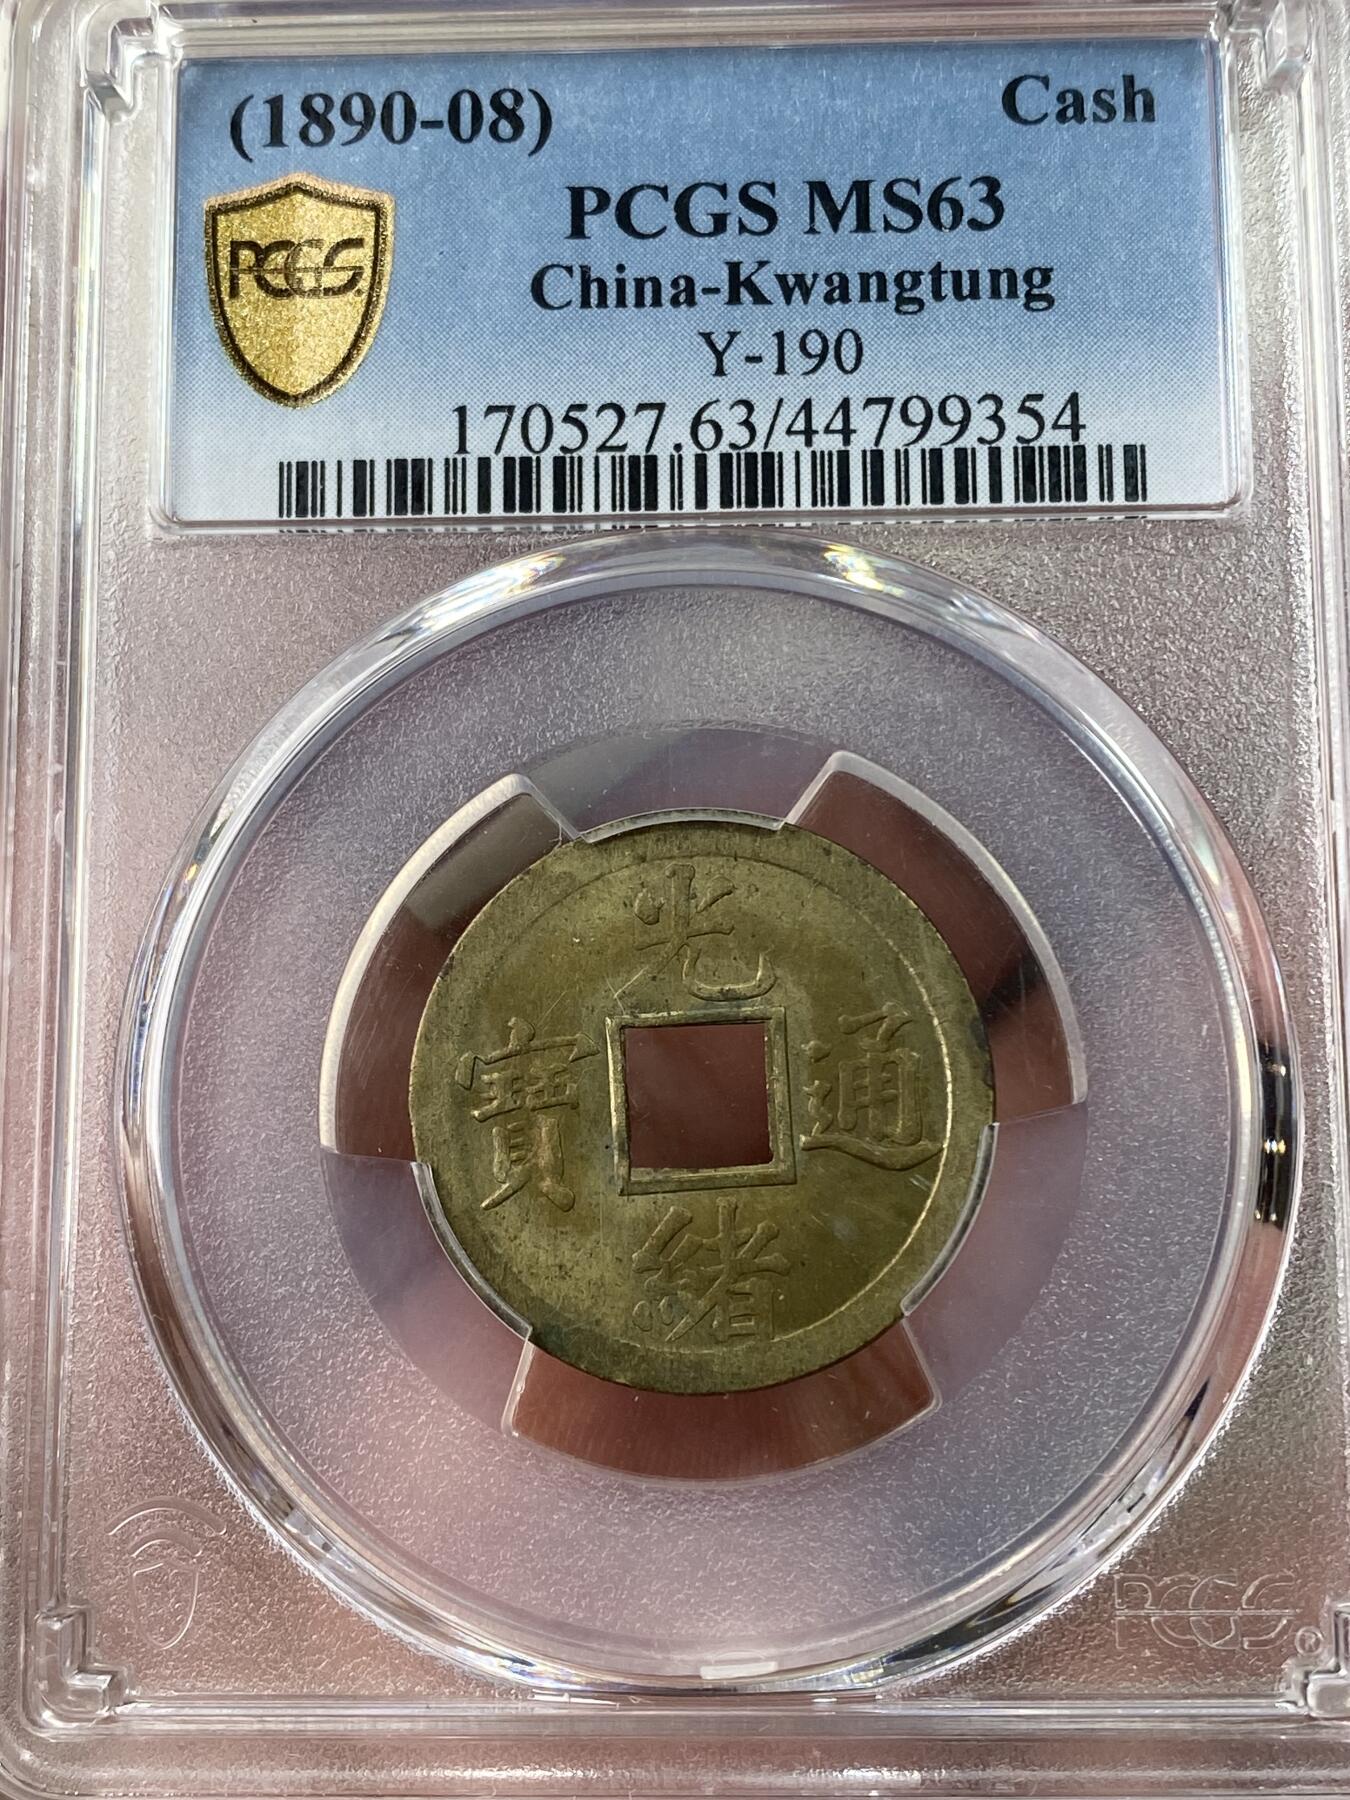 (1890-08)
Cash
PCGS MS63
China-Kwangtung
PCGS
Y-190
170527.63/44799354
光
寶 通
緒
PCGS